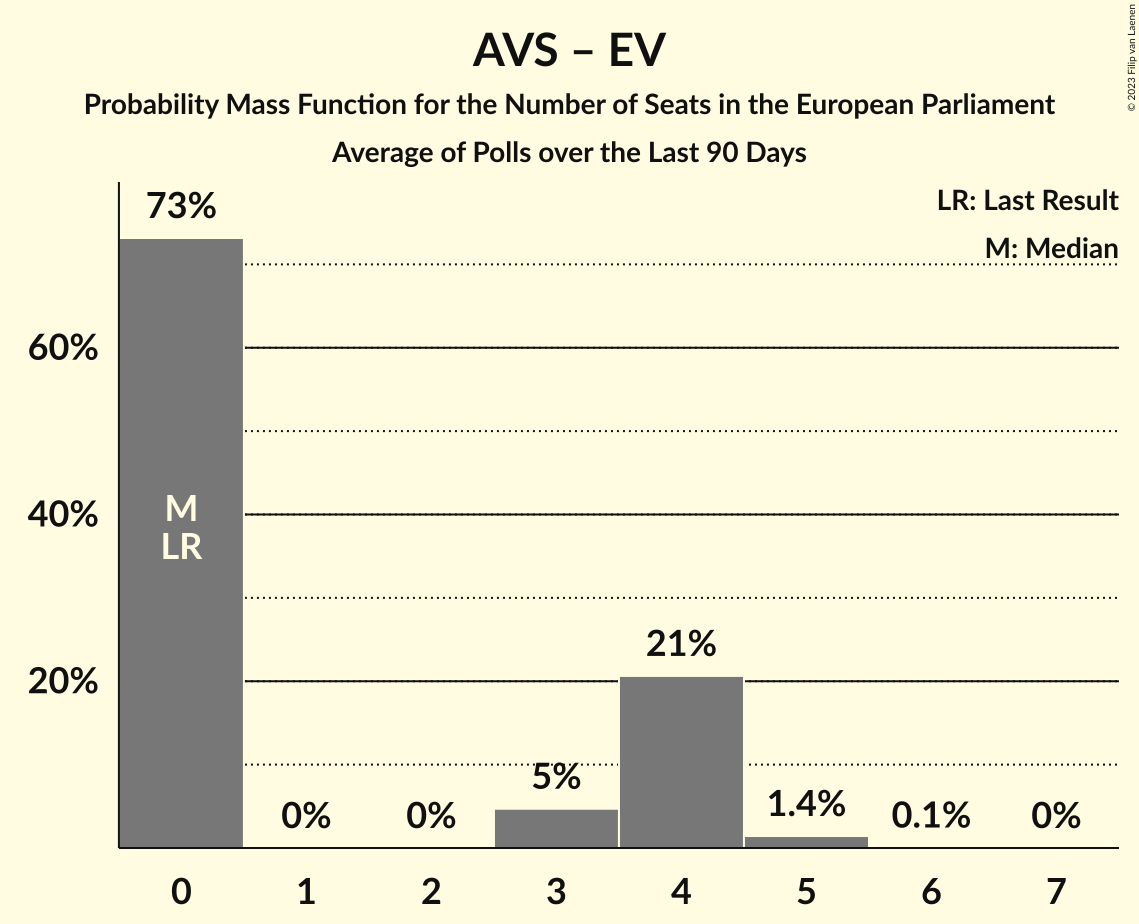 AVS – EV
Probability Mass Function for the Number of Seats in the European Parliament
Average of Polls over the Last 90 Days
© 2023 Filip van Laenen
LR: Last Result
M: Median
73%
60%
40%
20%
M
LR
0%
0%
5%
21%
1.4%
0.1%
0%
0
1
2
3
4
5
6
7